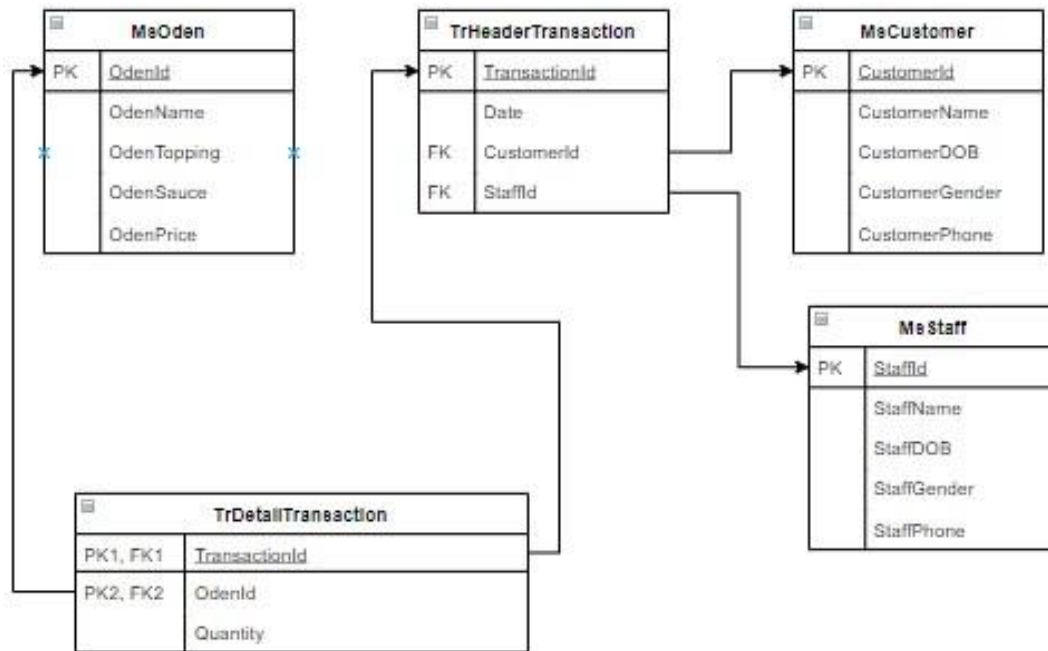 MsOden
PK OdenId
OdenName
OdenTopping
OdenSauce
OdenPrice
TrHeaderTransaction
PK TransactionId
Date
FK CustomerId
FK StaffId
MsCustomer
PK CustomerId
CustomerName
CustomerDOB
CustomerGender
CustomerPhone
MsStaff
PK StaffId
StaffName
StaffDOB
StaffGender
StaffPhone
TrDetailTransaction
PK1, FK1 TransactionId
PK2, FK2 OdenId
Quantity